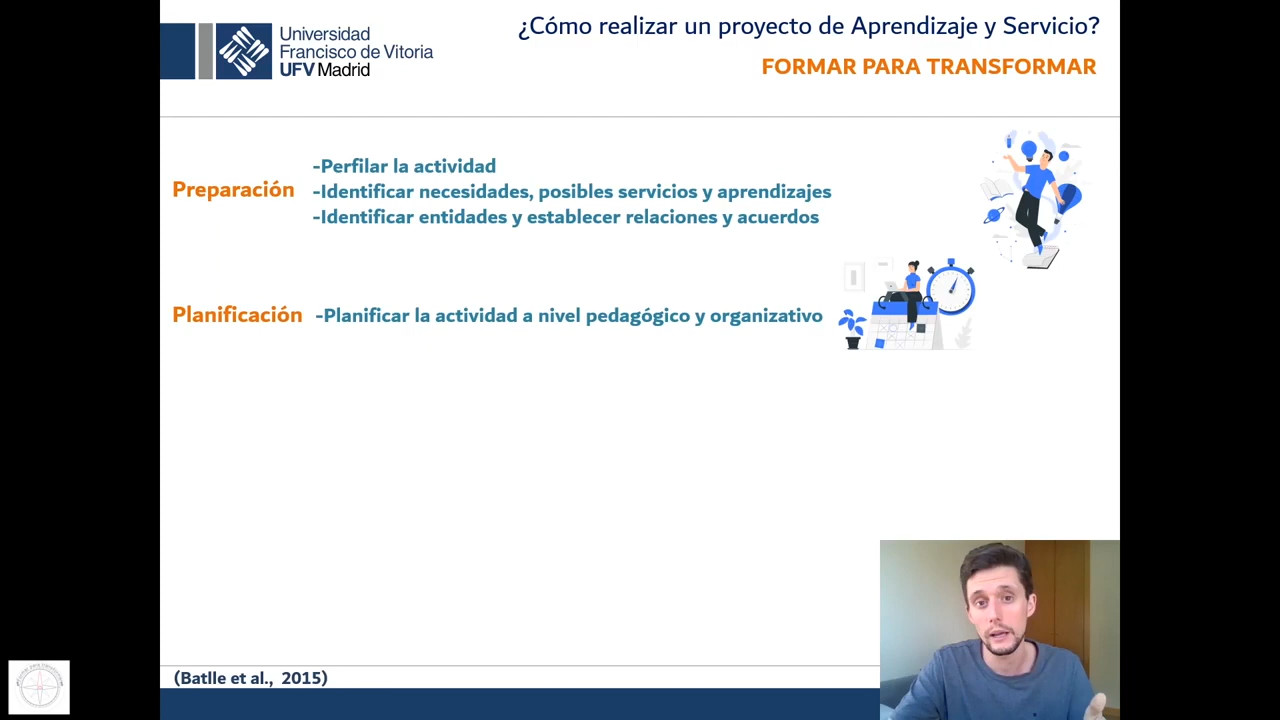 Universidad
Francisco de Vitoria
UFV Madrid
¿Cómo realizar un proyecto de Aprendizaje y Servicio?
FORMAR PARA TRANSFORMAR
Preparación
-Perfilar la actividad
-Identificar necesidades, posibles servicios y aprendizajes
-Identificar entidades y establecer relaciones y acuerdos
Planificación
-Planificar la actividad a nivel pedagógico y organizativo
(Batlle et al., 2015)